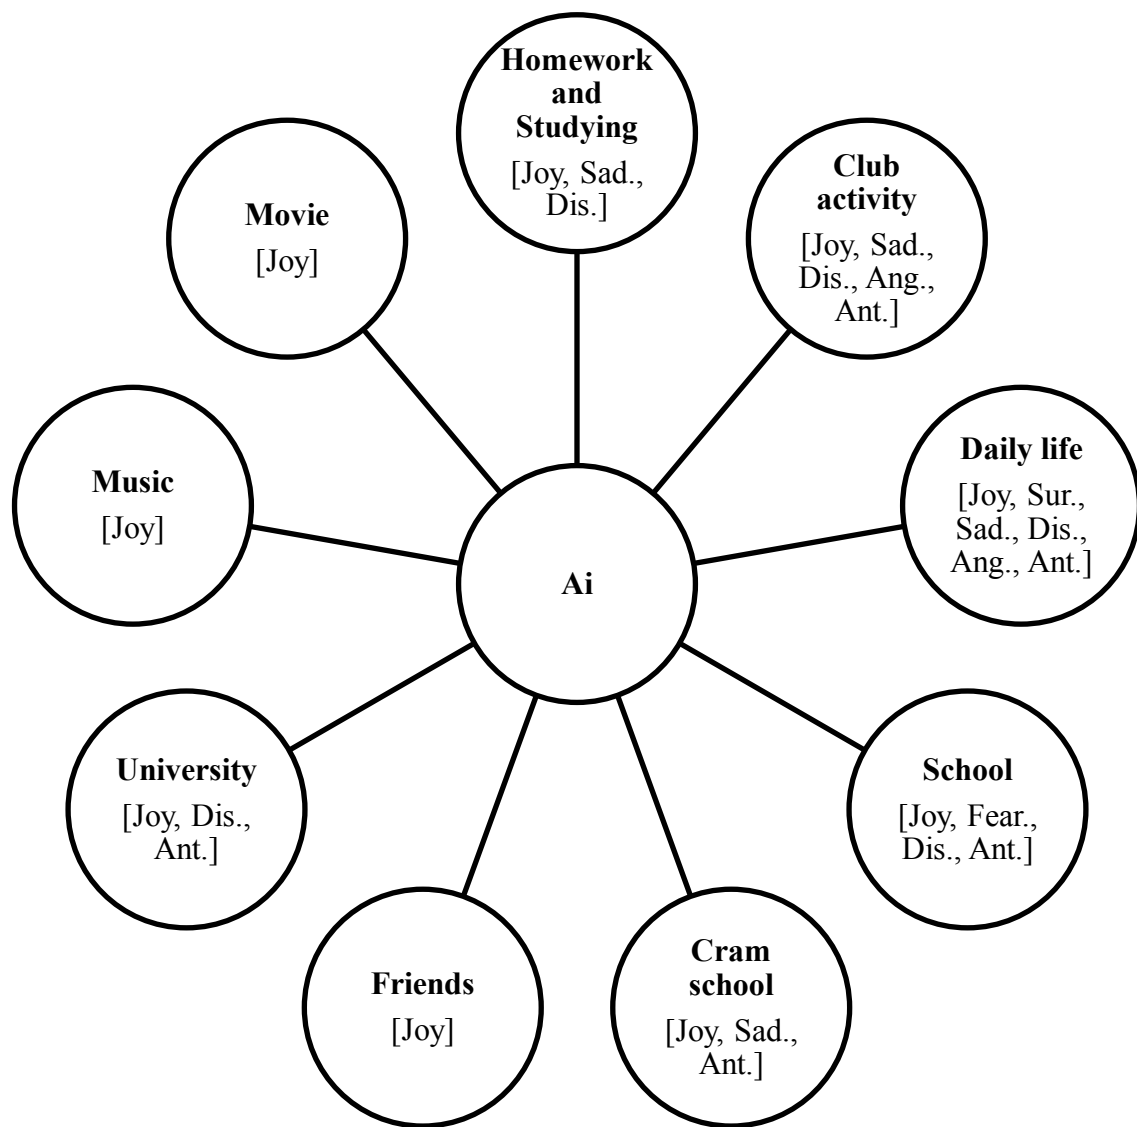 Homework
and
Studying
[Joy, Sad.,
Dis.]
Club
activity
[Joy, Sad.,
Dis., Ang.,
Ant.]
Daily life
[Joy, Sur.,
Sad., Dis.,
Ang., Ant.]
School
[Joy, Fear.,
Dis., Ant.]
Cram
school
[Joy, Sad.,
Ant.]
Friends
[Joy]
University
[Joy, Dis.,
Ant.]
Music
[Joy]
Movie
[Joy]
Ai